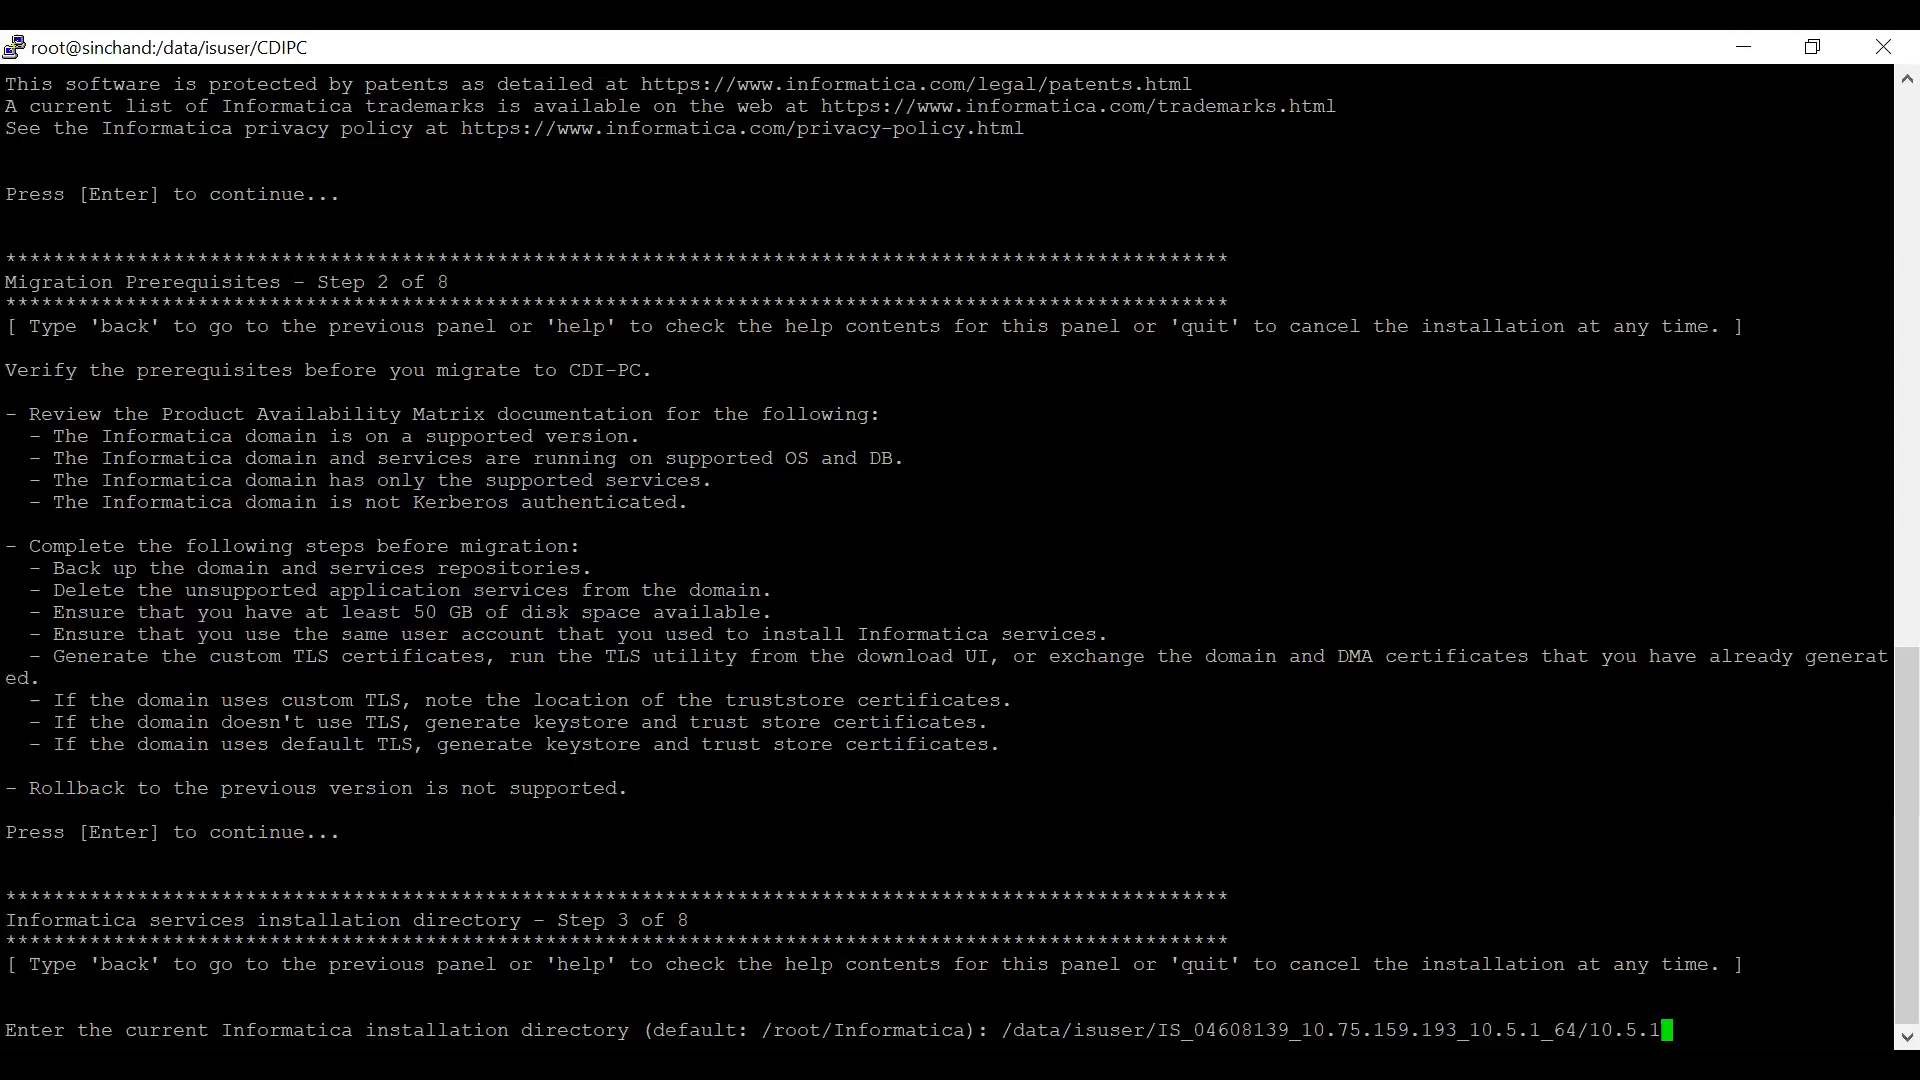 root@sinchand:/data/isuser/CDIPC
This software is protected by patents as detailed at https://www.informatica.com/legal/patents.html
A current list of Informatica trademarks is available on the web at https://www.informatica.com/trademarks.html
See the Informatica privacy policy at https://www.informatica.com/privacy-policy.html
Press [Enter] to continue...
******************************************************************************************************
Migration Prerequisites - Step 2 of 8
******************************************************************************************************
[ Type 'back' to go to the previous panel or 'help' to check the help contents for this panel or 'quit' to cancel the installation at any time. ]
Verify the prerequisites before you migrate to CDI-PC.
- Review the Product Availability Matrix documentation for the following:
- The Informatica domain is on a supported version.
- The Informatica domain and services are running on supported OS and DB.
- The Informatica domain has only the supported services.
- The Informatica domain is not Kerberos authenticated.
- Complete the following steps before migration:
- Back up the domain and services repositories.
- Delete the unsupported application services from the domain.
- Ensure that you have at least 50 GB of disk space available.
- Ensure that you use the same user account that you used to install Informatica services.
- Generate the custom TLS certificates, run the TLS utility from the download UI, or exchange the domain and DMA certificates that you have already generat
ed.
- If the domain uses custom TLS, note the location of the truststore certificates.
- If the domain doesn't use TLS, generate keystore and trust store certificates.
- If the domain uses default TLS, generate keystore and trust store certificates.
- Rollback to the previous version is not supported.
Press [Enter] to continue...
******************************************************************************************************
Informatica services installation directory - Step 3 of 8
******************************************************************************************************
[ Type 'back' to go to the previous panel or 'help' to check the help contents for this panel or 'quit' to cancel the installation at any time. ]
Enter the current Informatica installation directory (default: /root/Informatica): /data/isuser/IS_04608139_10.75.159.193_10.5.1_64/10.5.1